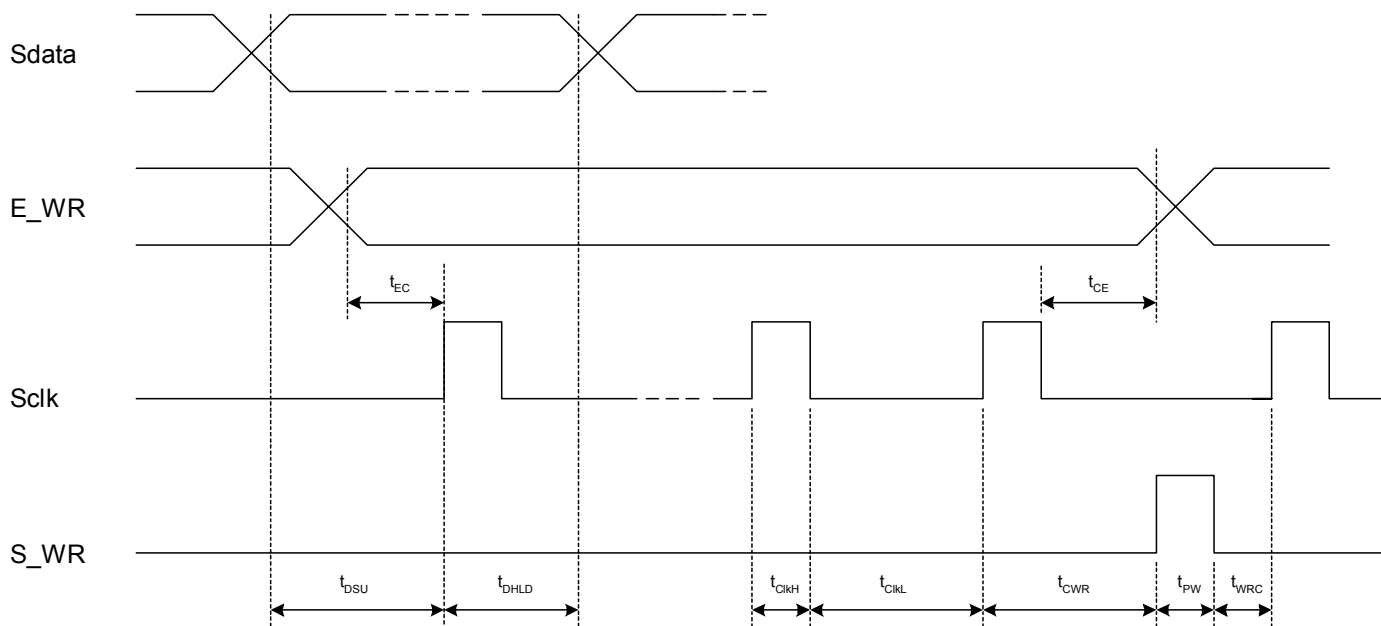 Sdata
E_WR
tEC
tCE
Sclk
S_WR
tDSU
tDHLD
tClkH
tClkL
tCWR
tPW
tWRC